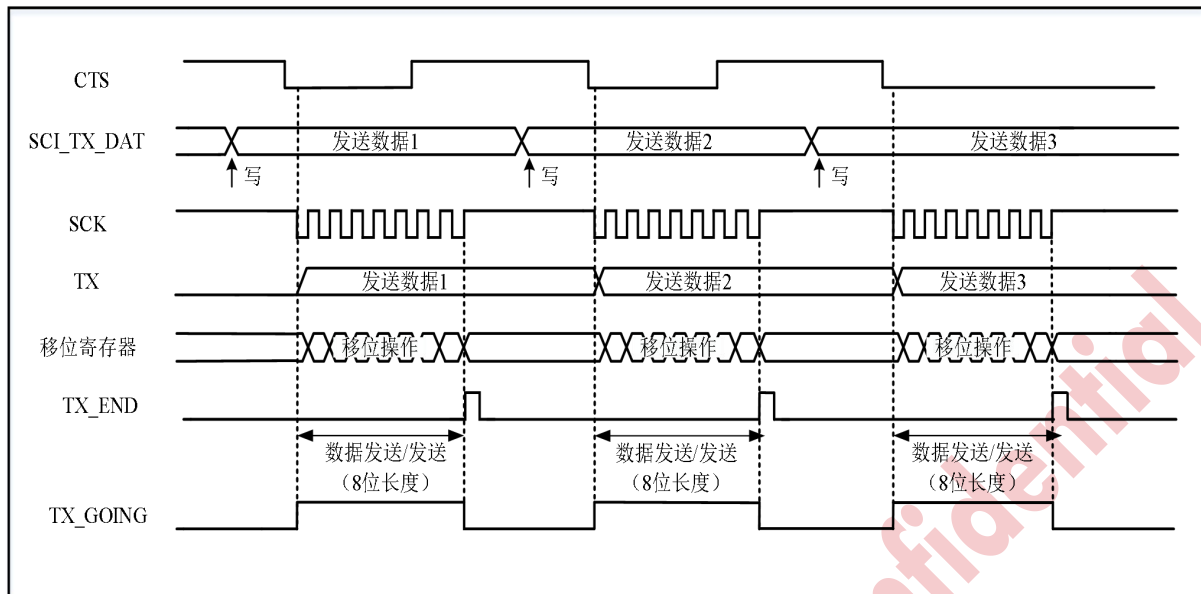 CTS
SCI_TX_DAT
发送数据1
发送数据2
发送数据3
写
写
写
SCK
TX
发送数据1
发送数据2
发送数据3
移位寄存器
移位操作
移位操作
移位操作
TX_END
数据发送/发送
(8位长度)
数据发送/发送
(8位长度)
数据发送/发送
(8位长度)
TX_GOING
nfidential